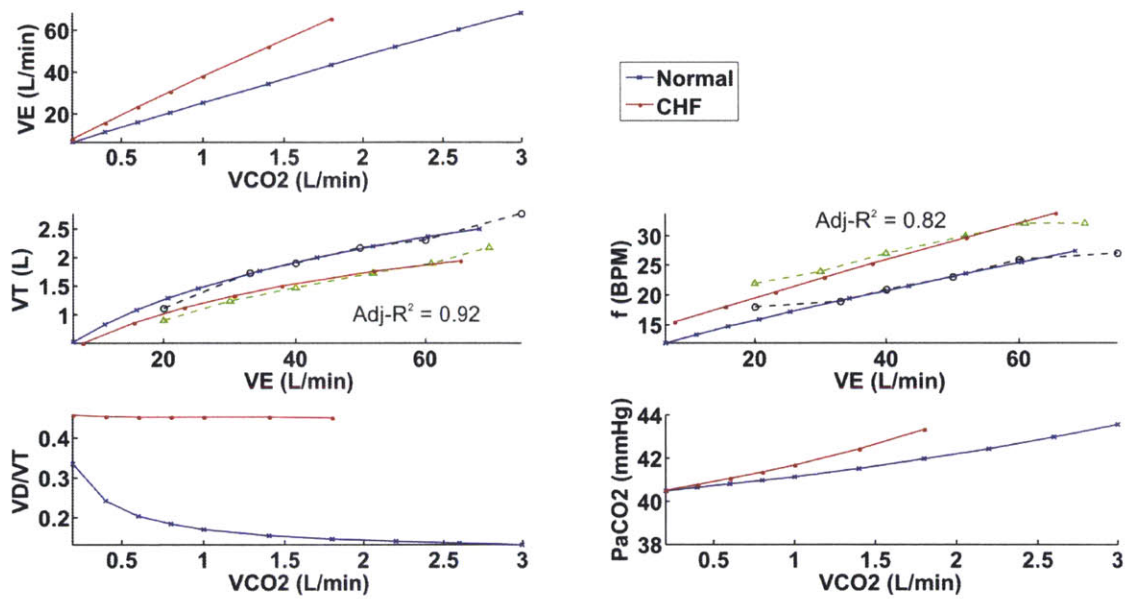 VE (L/min)
60
40
20
0.5 1 1.5 2 2.5 3
VCO2 (L/min)
Normal
CHF
VT (L)
2.5
2
1.5
1
Adj-R² = 0.92
20 40 60
VE (L/min)
f (BPM)
30
25
20
15
Adj-R² = 0.82
20 40 60
VE (L/min)
VD/VT
0.4
0.3
0.2
0.5 1 1.5 2 2.5 3
VCO2 (L/min)
PaCO2 (mmHg)
44
42
40
38
0.5 1 1.5 2 2.5 3
VCO2 (L/min)